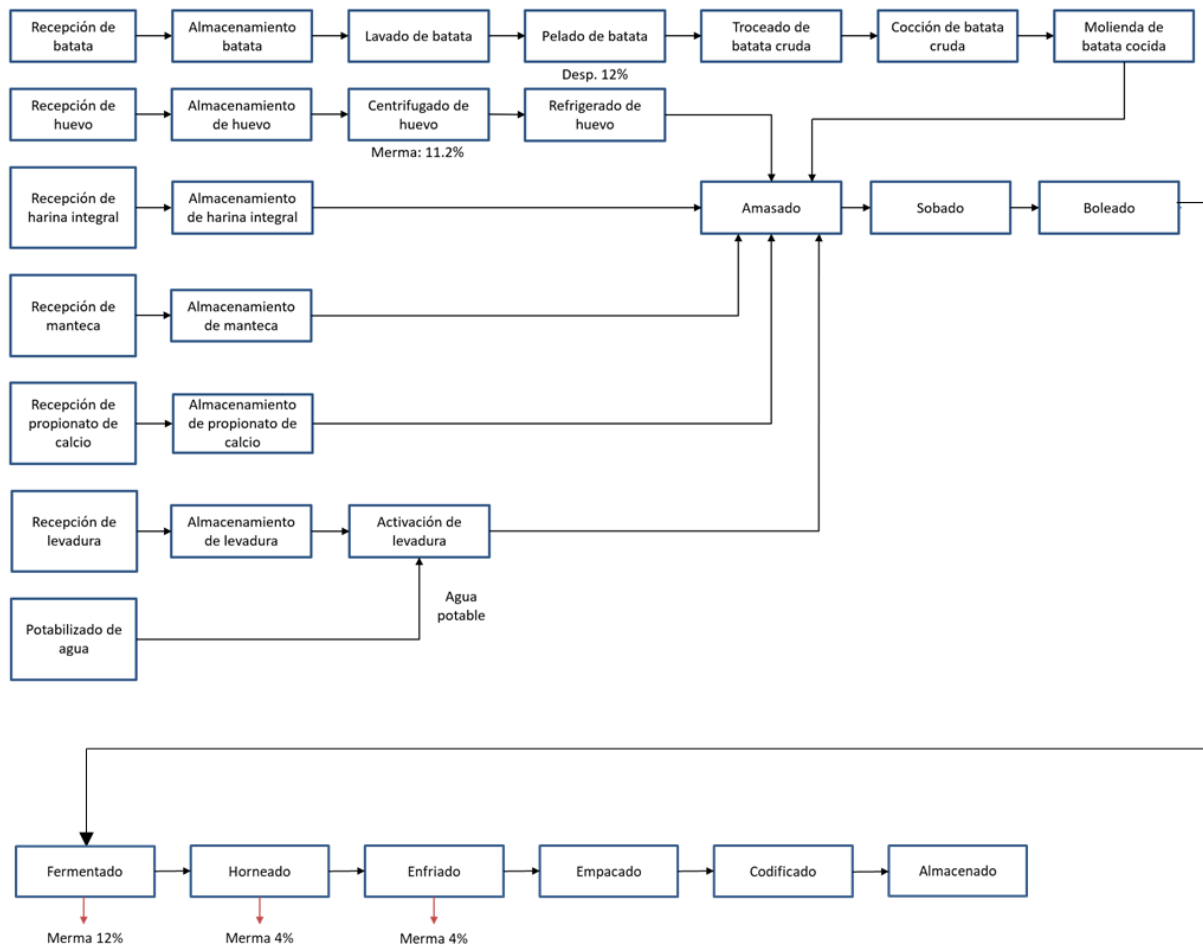 Recepción de
batata
Almacenamiento
batata
Lavado de batata
Pelado de batata
Troceado de
batata cruda
Cocción de batata
cruda
Molienda de
batata cocida
Desp. 12%
Recepción de
huevo
Almacenamiento
de huevo
Centrifugado de
huevo
Refrigerado de
huevo
Merma: 11.2%
Recepción de
harina integral
Almacenamiento
de harina integral
Amasado
Sobado
Boleado
Recepción de
manteca
Almacenamiento
de manteca
Recepción de
propionato de
calcio
Almacenamiento
de propionato de
calcio
Recepción de
levadura
Almacenamiento
de levadura
Activación de
levadura
Agua
potable
Potabilizado de
agua
Fermentado
Horneado
Enfriado
Empacado
Codificado
Almacenado
Merma 12%
Merma 4%
Merma 4%